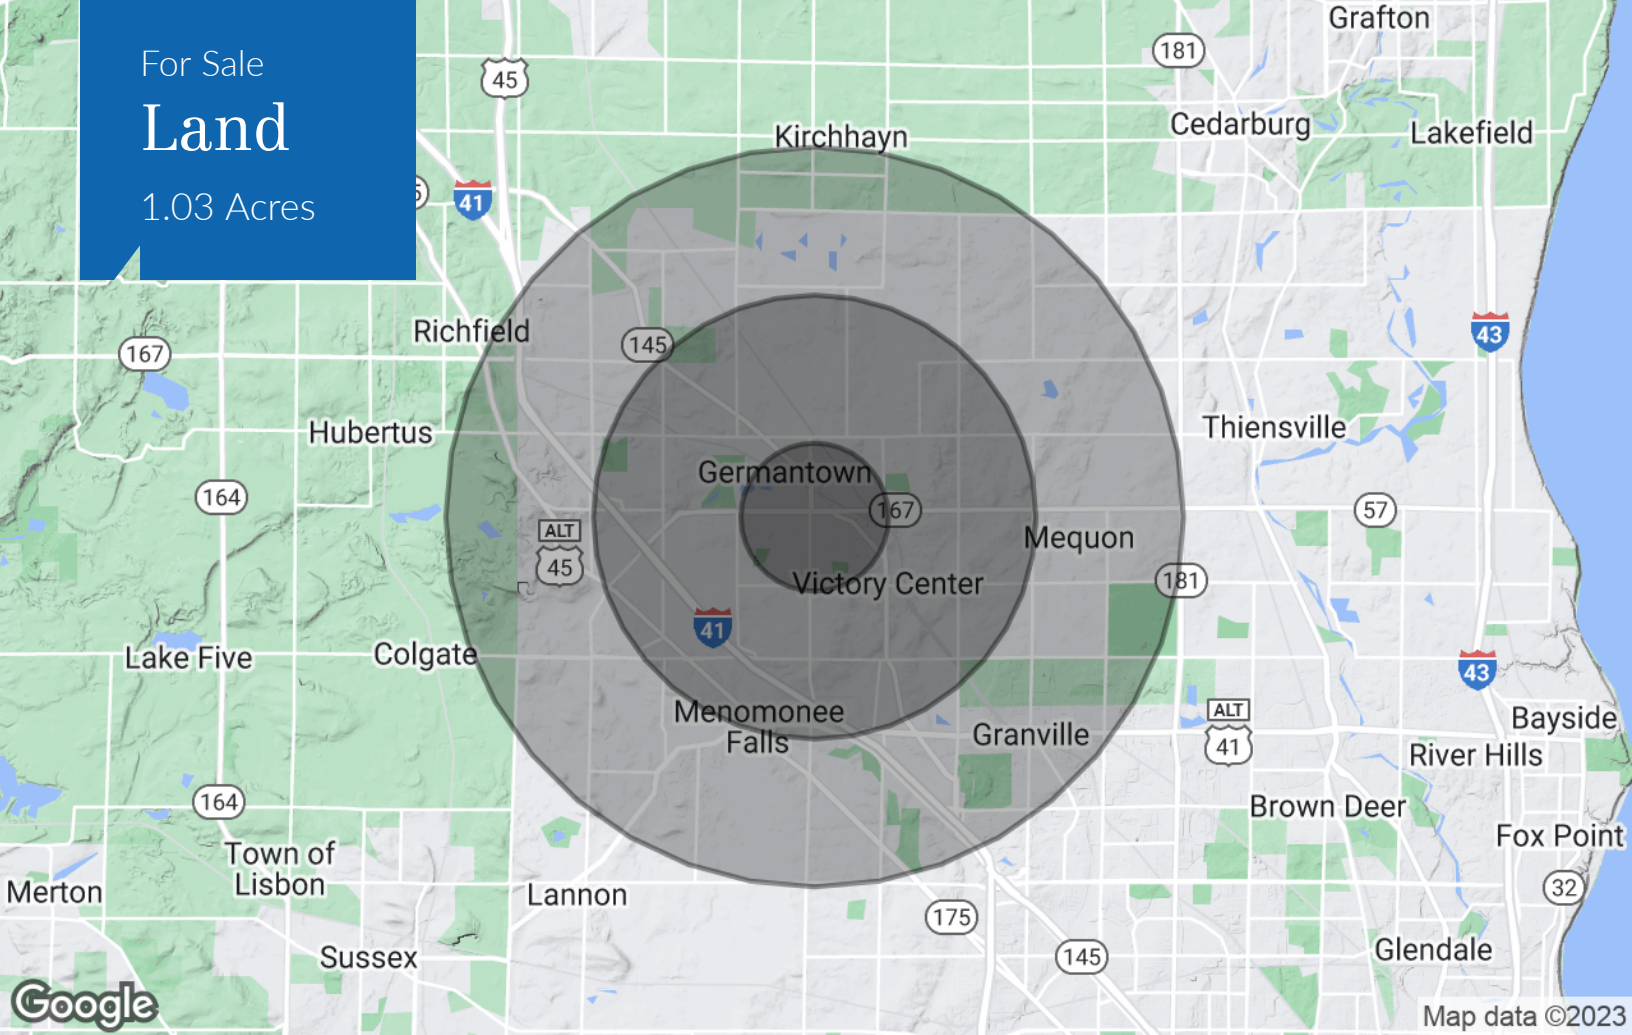 For Sale
Land
1.03 Acres
Grafton
181
45
Kirchhayn
Cedarburg
Lakefield
41
Richfield
145
43
167
Hubertus
Thiensville
164
Germantown
167
57
ALT
45
Mequon
Victory Center
181
41
Lake Five
Colgate
43
Menomonee
Falls
Granville
ALT
41
Bayside
River Hills
164
Brown Deer
Fox Point
Town of
Lisbon
Merton
Lannon
32
175
Sussex
145
Glendale
Google
Map data ©2023